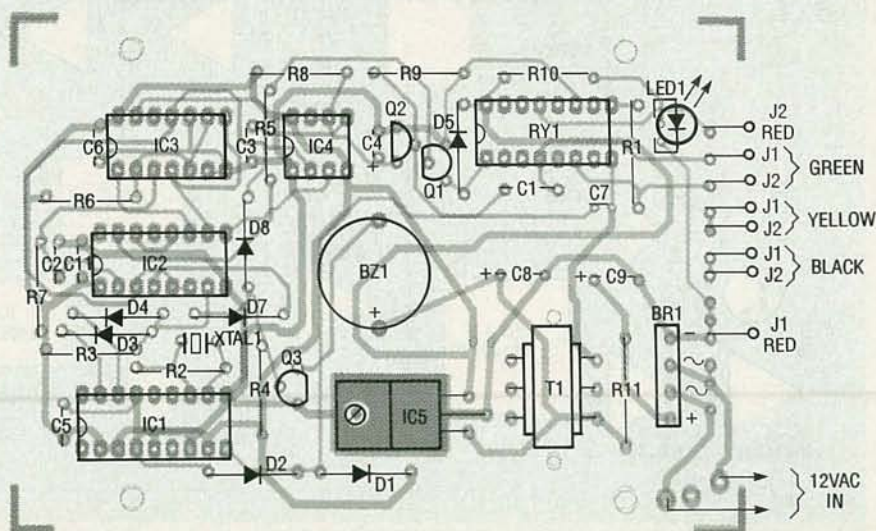 R8
R9
R10
LED1
Q2
D5
J2
RED
C6
IC3
C3
R5
IC4
C4
+
RY1
R1
Q1
J1
J2
GREEN
R6
C1
C7
J1
J2
YELLOW
D8
C2
C11
IC2
BZ1
J1
J2
BLACK
R7
+
C8
+
C9
D4
D7
+
BR1
D3
XTAL1
R3
J1
RED
−
R2
Q3
R4
T1
R11
~
~
+
C5
IC1
IC5
D2
D1
12VAC
IN